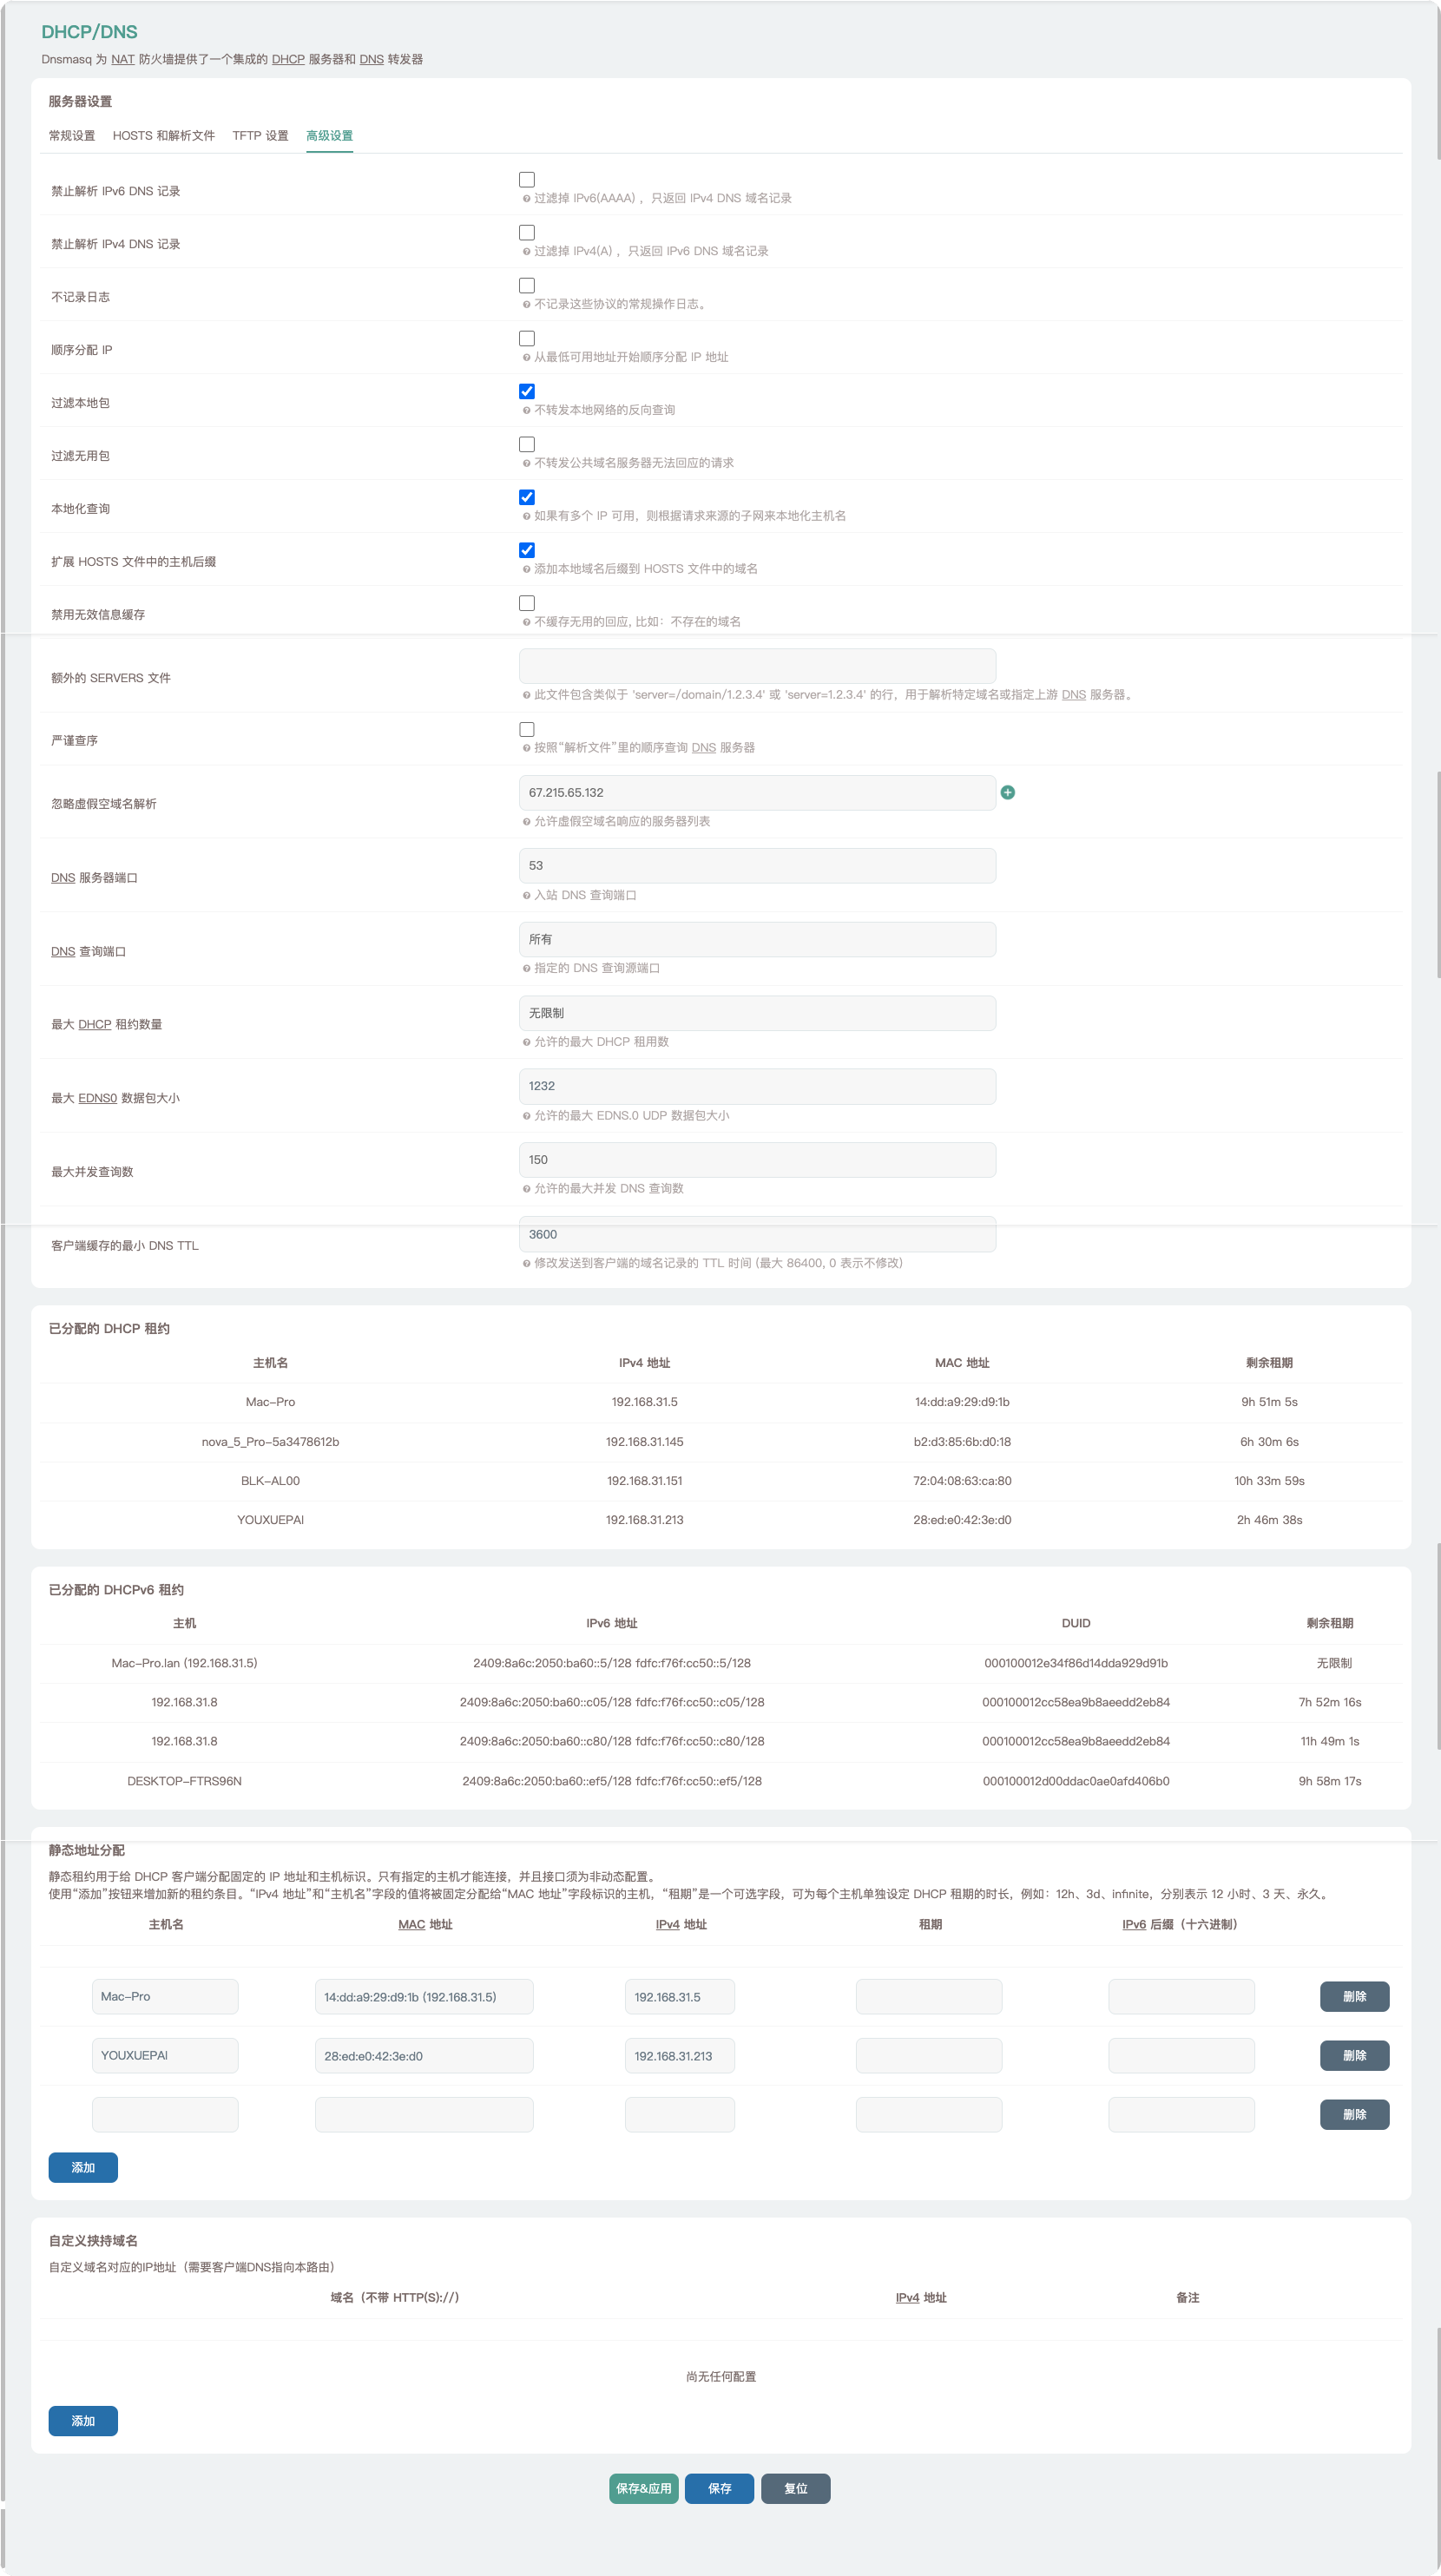 DHCP/DNS
Dnsmasq 为 NAT 防火墙提供了一个集成的 DHCP 服务器和 DNS 转发器
服务器设置
常规设置 HOSTS 和解析文件 TFTP 设置 高级设置
禁止解析 IPv6 DNS 记录
过滤掉 IPv6(AAAA) ，只返回 IPv4 DNS 域名记录
禁止解析 IPv4 DNS 记录
过滤掉 IPv4(A) ，只返回 IPv6 DNS 域名记录
不记录日志
不记录这些协议的常规操作日志。
顺序分配 IP
从最低可用地址开始顺序分配 IP 地址
过滤本地包
不转发本地网络的反向查询
过滤无用包
不转发公共域名服务器无法回应的请求
本地化查询
如果有多个 IP 可用，则根据请求来源的子网来本地化主机名
扩展 HOSTS 文件中的主机后缀
添加本地域名后缀到 HOSTS 文件中的域名
禁用无效信息缓存
不缓存无用的回应, 比如：不存在的域名
额外的 SERVERS 文件
此文件包含类似于 'server=/domain/1.2.3.4' 或 'server=1.2.3.4' 的行，用于解析特定域名或指定上游 DNS 服务器。
严谨查序
按照“解析文件”里的顺序查询 DNS 服务器
忽略虚假空域名解析
67.215.65.132
允许虚假空域名响应的服务器列表
DNS 服务器端口
53
入站 DNS 查询端口
DNS 查询端口
所有
指定的 DNS 查询源端口
最大 DHCP 租约数量
无限制
允许的最大 DHCP 租用数
最大 EDNS0 数据包大小
1232
允许的最大 EDNS.0 UDP 数据包大小
最大并发查询数
150
允许的最大并发 DNS 查询数
客户端缓存的最小 DNS TTL
3600
修改发送到客户端的域名记录的 TTL 时间 (最大 86400, 0 表示不修改)
已分配的 DHCP 租约
主机名 IPv4 地址 MAC 地址 剩余租期
Mac-Pro 192.168.31.5 14:dd:a9:29:d9:1b 9h 51m 5s
nova_5_Pro-5a3478612b 192.168.31.145 b2:d3:85:6b:d0:18 6h 30m 6s
BLK-AL00 192.168.31.151 72:04:08:63:ca:80 10h 33m 59s
YOUXUEPAI 192.168.31.213 28:ed:e0:42:3e:d0 2h 46m 38s
已分配的 DHCPv6 租约
主机 IPv6 地址 DUID 剩余租期
Mac-Pro.lan (192.168.31.5) 2409:8a6c:2050:ba60::5/128 fdfc:f76f:cc50::5/128 000100012e34f86d14dda929d91b 无限制
192.168.31.8 2409:8a6c:2050:ba60::c05/128 fdfc:f76f:cc50::c05/128 000100012cc58ea9b8aeedd2eb84 7h 52m 16s
192.168.31.8 2409:8a6c:2050:ba60::c80/128 fdfc:f76f:cc50::c80/128 000100012cc58ea9b8aeedd2eb84 11h 49m 1s
DESKTOP-FTRS96N 2409:8a6c:2050:ba60::ef5/128 fdfc:f76f:cc50::ef5/128 000100012d00ddac0ae0afd406b0 9h 58m 17s
静态地址分配
静态租约用于给 DHCP 客户端分配固定的 IP 地址和主机标识。只有指定的主机才能连接，并且接口须为非动态配置。
使用“添加”按钮来增加新的租约条目。“IPv4 地址”和“主机名”字段的值将被固定分配给“MAC 地址”字段标识的主机，“租期”是一个可选字段，可为每个主机单独设定 DHCP 租期的时长，例如：12h、3d、infinite，分别表示 12 小时、3 天、永久。
主机名 MAC 地址 IPv4 地址 租期 IPv6 后缀（十六进制）
Mac-Pro 14:dd:a9:29:d9:1b (192.168.31.5) 192.168.31.5 删除
YOUXUEPAI 28:ed:e0:42:3e:d0 192.168.31.213 删除
删除
添加
自定义挟持域名
自定义域名对应的IP地址（需要客户端DNS指向本路由）
域名（不带 HTTP(S)://） IPv4 地址 备注
尚无任何配置
添加
保存&应用 保存 复位